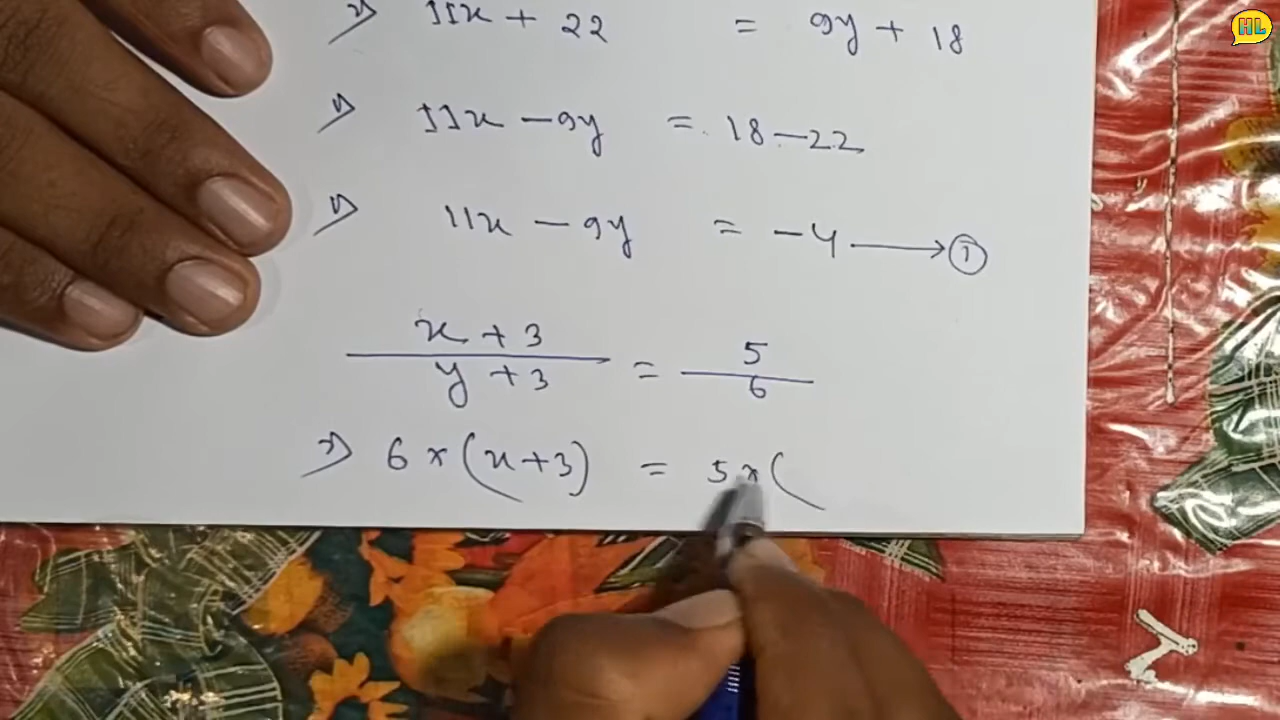 ⇒ 11x + 22 = 9y + 18
⇒ 11x - 9y = 18 - 22
⇒ 11x - 9y = -4 → ①
x + 3 / y + 3 = 5 / 6
⇒ 6 × (x + 3) = 5 × (
HL